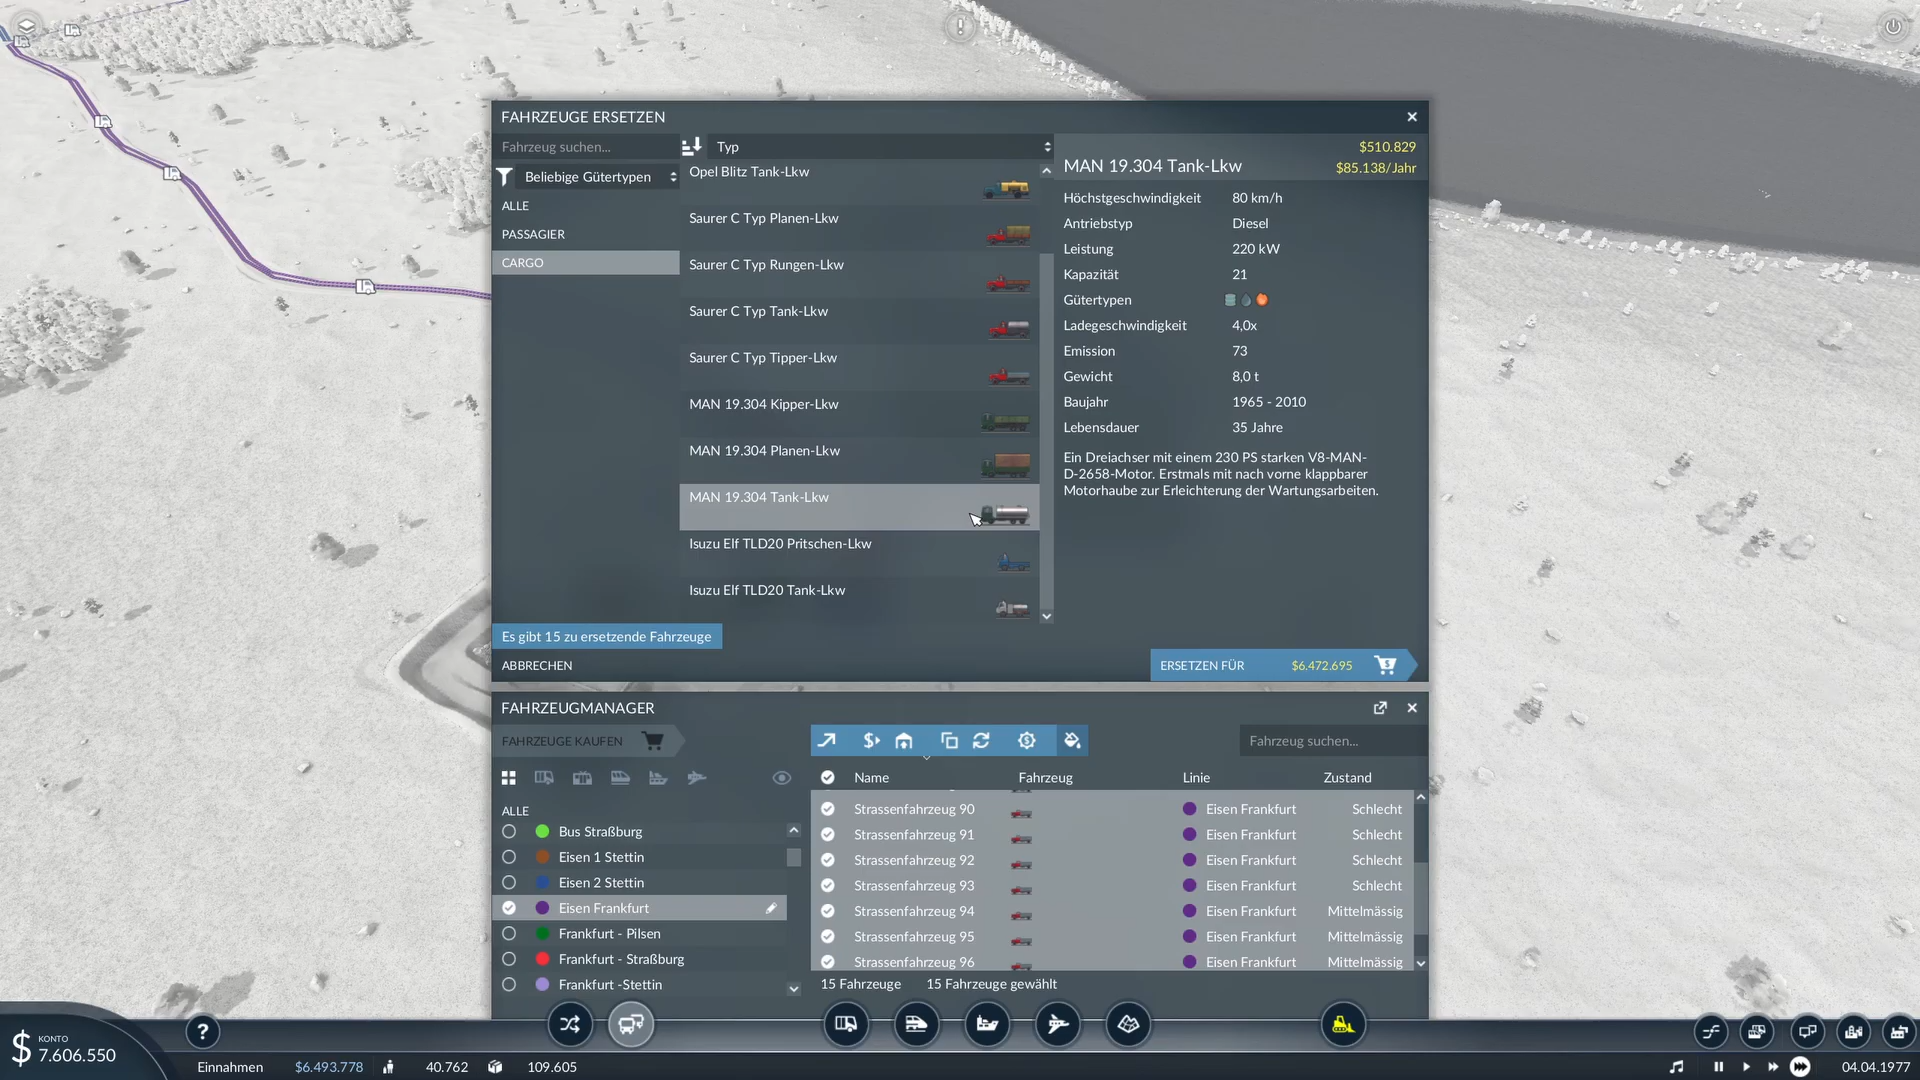 FAHRZEUGE ERSETZEN
Fahrzeug suchen...
Typ
Beliebige Gütertypen
ALLE
PASSAGIER
CARGO
Opel Blitz Tank-Lkw
Saurer C Typ Planen-Lkw
Saurer C Typ Rungen-Lkw
Saurer C Typ Tank-Lkw
Saurer C Typ Tipper-Lkw
MAN 19.304 Kipper-Lkw
MAN 19.304 Planen-Lkw
MAN 19.304 Tank-Lkw
Isuzu Elf TLD20 Pritschen-Lkw
Isuzu Elf TLD20 Tank-Lkw
$510.829
MAN 19.304 Tank-Lkw
$85.138/Jahr
Höchstgeschwindigkeit 80 km/h
Antriebstyp Diesel
Leistung 220 kW
Kapazität 21
Gütertypen
Ladegeschwindigkeit 4,0x
Emission 73
Gewicht 8,0 t
Baujahr 1965 - 2010
Lebensdauer 35 Jahre
Ein Dreiachser mit einem 230 PS starken V8-MAN-
D-2658-Motor. Erstmals mit nach vorne klappbarer
Motorhaube zur Erleichterung der Wartungsarbeiten.
Es gibt 15 zu ersetzende Fahrzeuge
ABBRECHEN
ERSETZEN FÜR $6.472.695
FAHRZEUGMANAGER
FAHRZEUGE KAUFEN
Fahrzeug suchen...
ALLE
Bus Straßburg
Eisen 1 Stettin
Eisen 2 Stettin
Eisen Frankfurt
Frankfurt - Pilsen
Frankfurt - Straßburg
Frankfurt -Stettin
Name Fahrzeug Linie Zustand
Strassenfahrzeug 90 Eisen Frankfurt Schlecht
Strassenfahrzeug 91 Eisen Frankfurt Schlecht
Strassenfahrzeug 92 Eisen Frankfurt Schlecht
Strassenfahrzeug 93 Eisen Frankfurt Schlecht
Strassenfahrzeug 94 Eisen Frankfurt Mittelmässig
Strassenfahrzeug 95 Eisen Frankfurt Mittelmässig
Strassenfahrzeug 96 Eisen Frankfurt Mittelmässig
15 Fahrzeuge 15 Fahrzeuge gewählt
$ KONTO
7.606.550
?
Einnahmen $6.493.778 40.762 109.605
04.04.1977